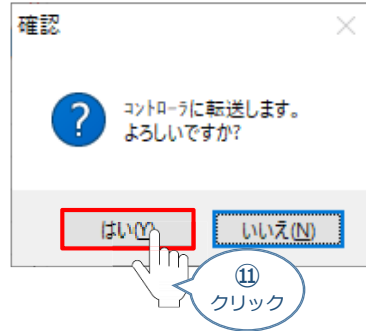 確認
コントローラに転送します。
よろしいですか?
はい(Y)
いいえ(N)
⑪
クリック